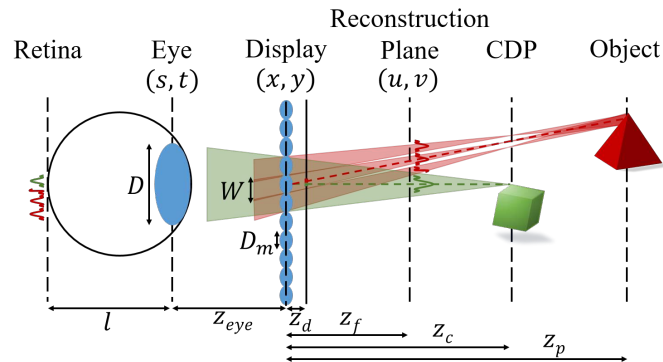 Reconstruction
Retina Eye Display Plane CDP Object
(s, t) (x, y) (u, v)
D W
D_m
l z_eye z_d z_f
z_c
z_p